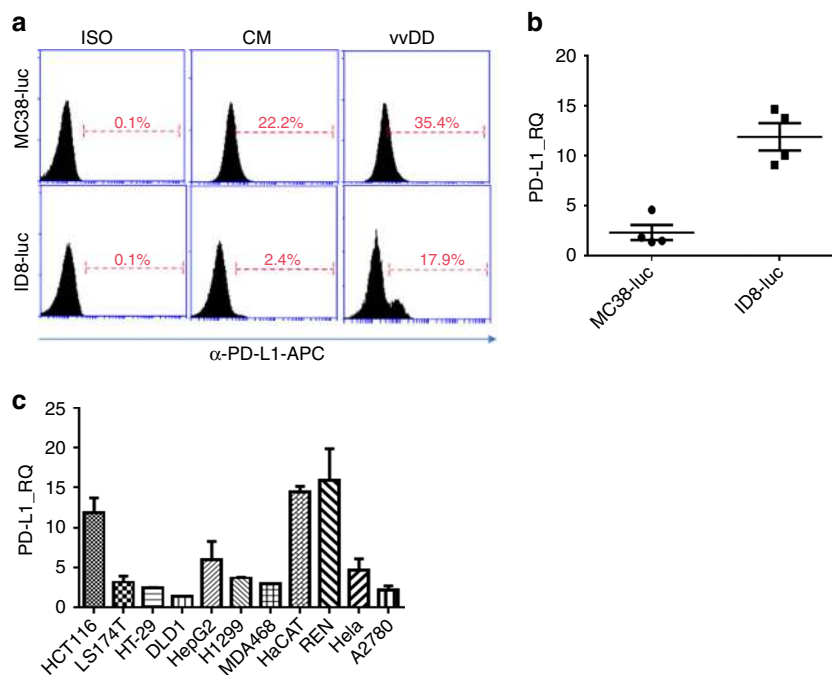 a
ISO CM vvDD
MC38-luc
0.1% 22.2% 35.4%
ID8-luc
0.1% 2.4% 17.9%
α-PD-L1-APC
b
PD-L1_RQ
20
15
10
5
0
MC38-luc ID8-luc
c
PD-L1_RQ
25
20
15
10
5
0
HCT116 LS174T HT-29 DLD1 HepG2 H1299 MDA468 HaCAT REN Hela A2780